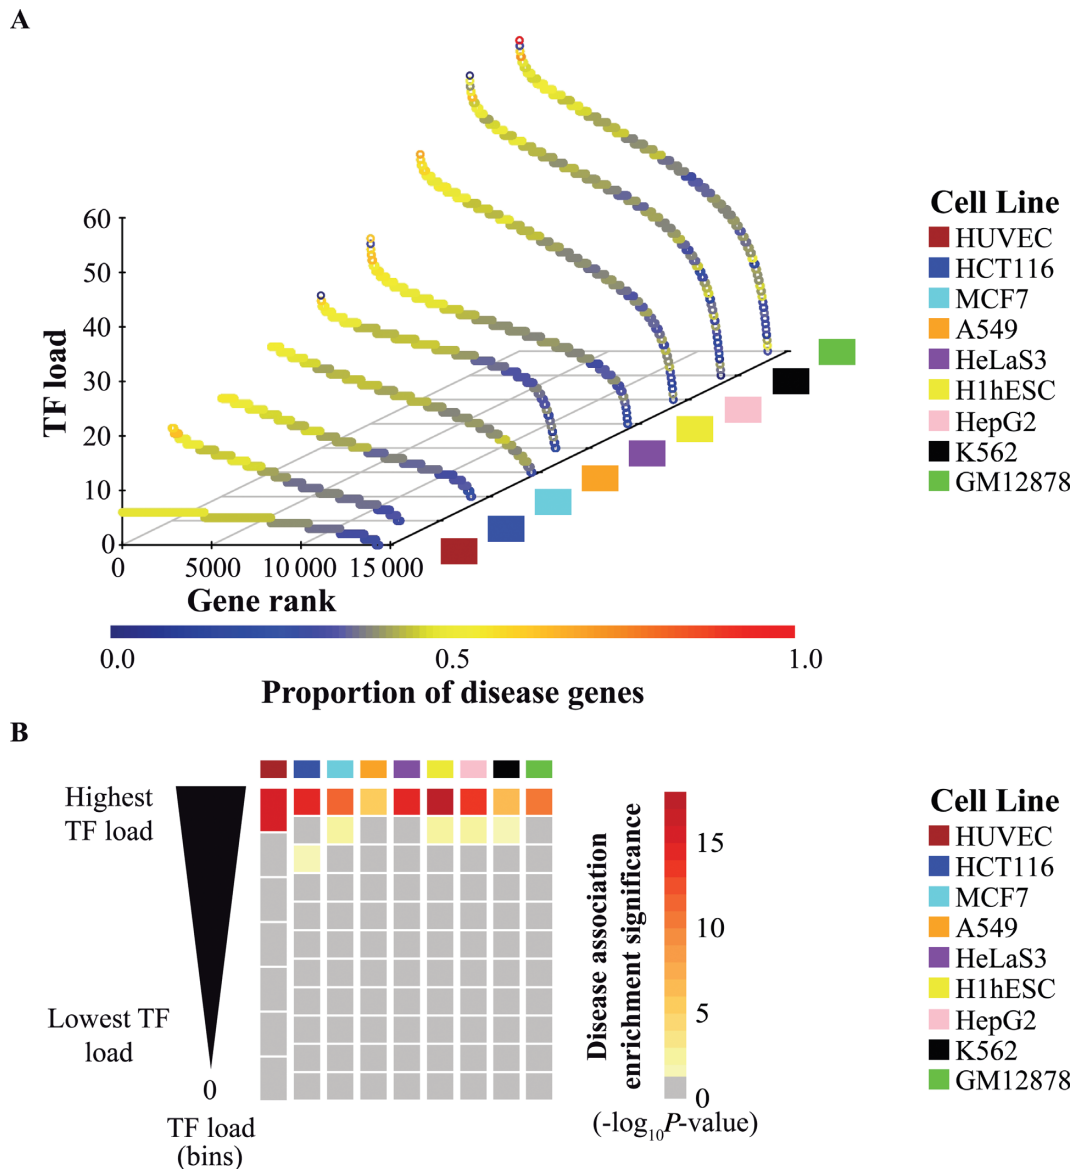 A
60
50
40
30
20
10
0
TF load
0 5000 10 000 15 000
Gene rank
Cell Line
HUVEC
HCT116
MCF7
A549
HeLaS3
H1hESC
HepG2
K562
GM12878
0.0 0.5 1.0
Proportion of disease genes
B
Highest
TF load
Lowest TF
load
0
TF load
(bins)
Disease association
enrichment significance
15
10
5
0
(-log10P-value)
Cell Line
HUVEC
HCT116
MCF7
A549
HeLaS3
H1hESC
HepG2
K562
GM12878